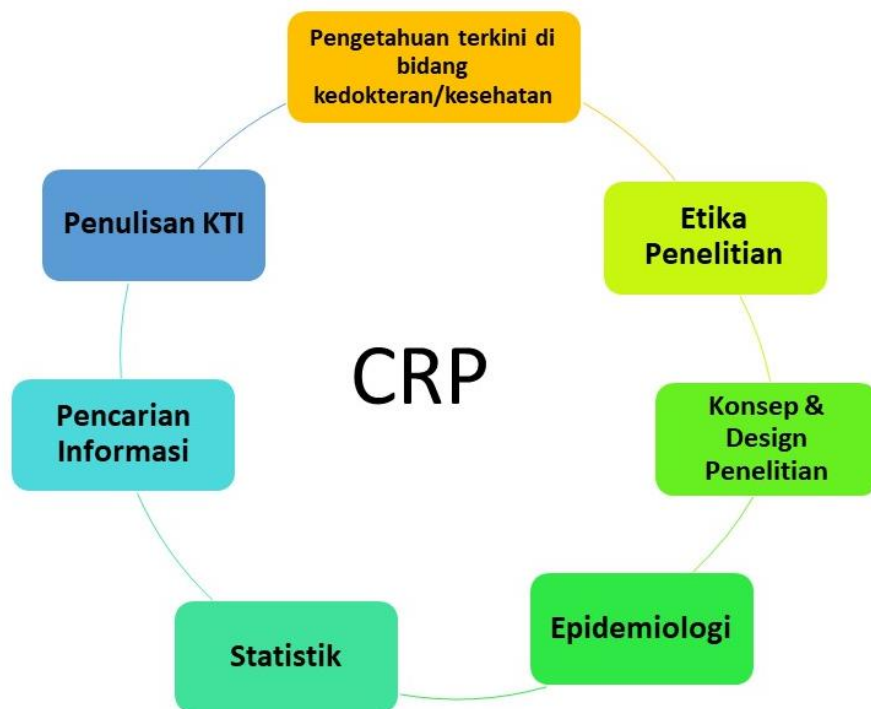 Pengetahuan terkini di
bidang
kedokteran/kesehatan
Etika
Penelitian
Konsep &
Design
Penelitian
Epidemiologi
Statistik
Pencarian
Informasi
Penulisan KTI
CRP